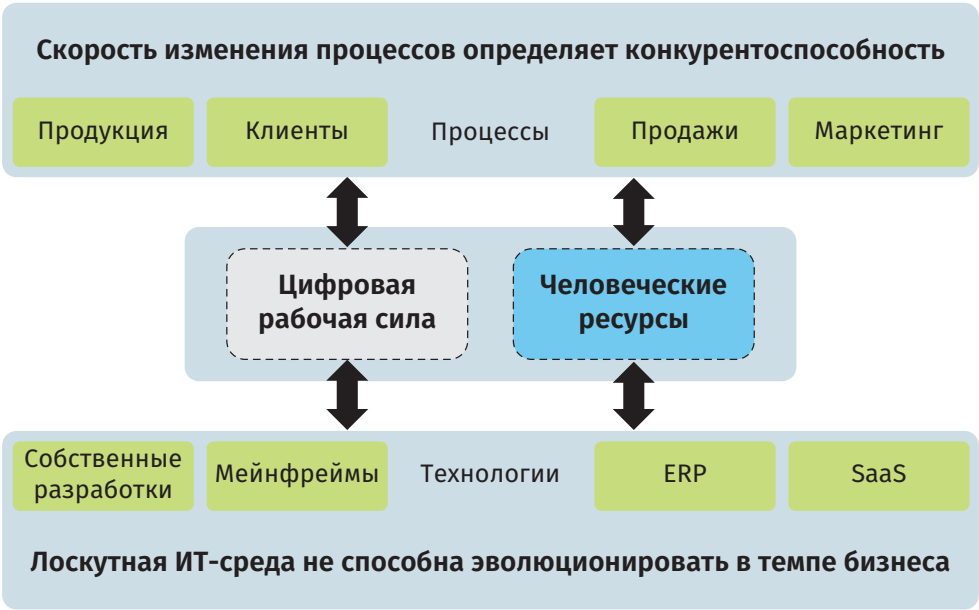 Скорость изменения процессов определяет конкурентоспособность
Продукция
Клиенты
Процессы
Продажи
Маркетинг
Цифровая
рабочая сила
Человеческие
ресурсы
Собственные
разработки
Мейнфреймы
Технологии
ERP
SaaS
Лоскутная ИТ-среда не способна эволюционировать в темпе бизнеса